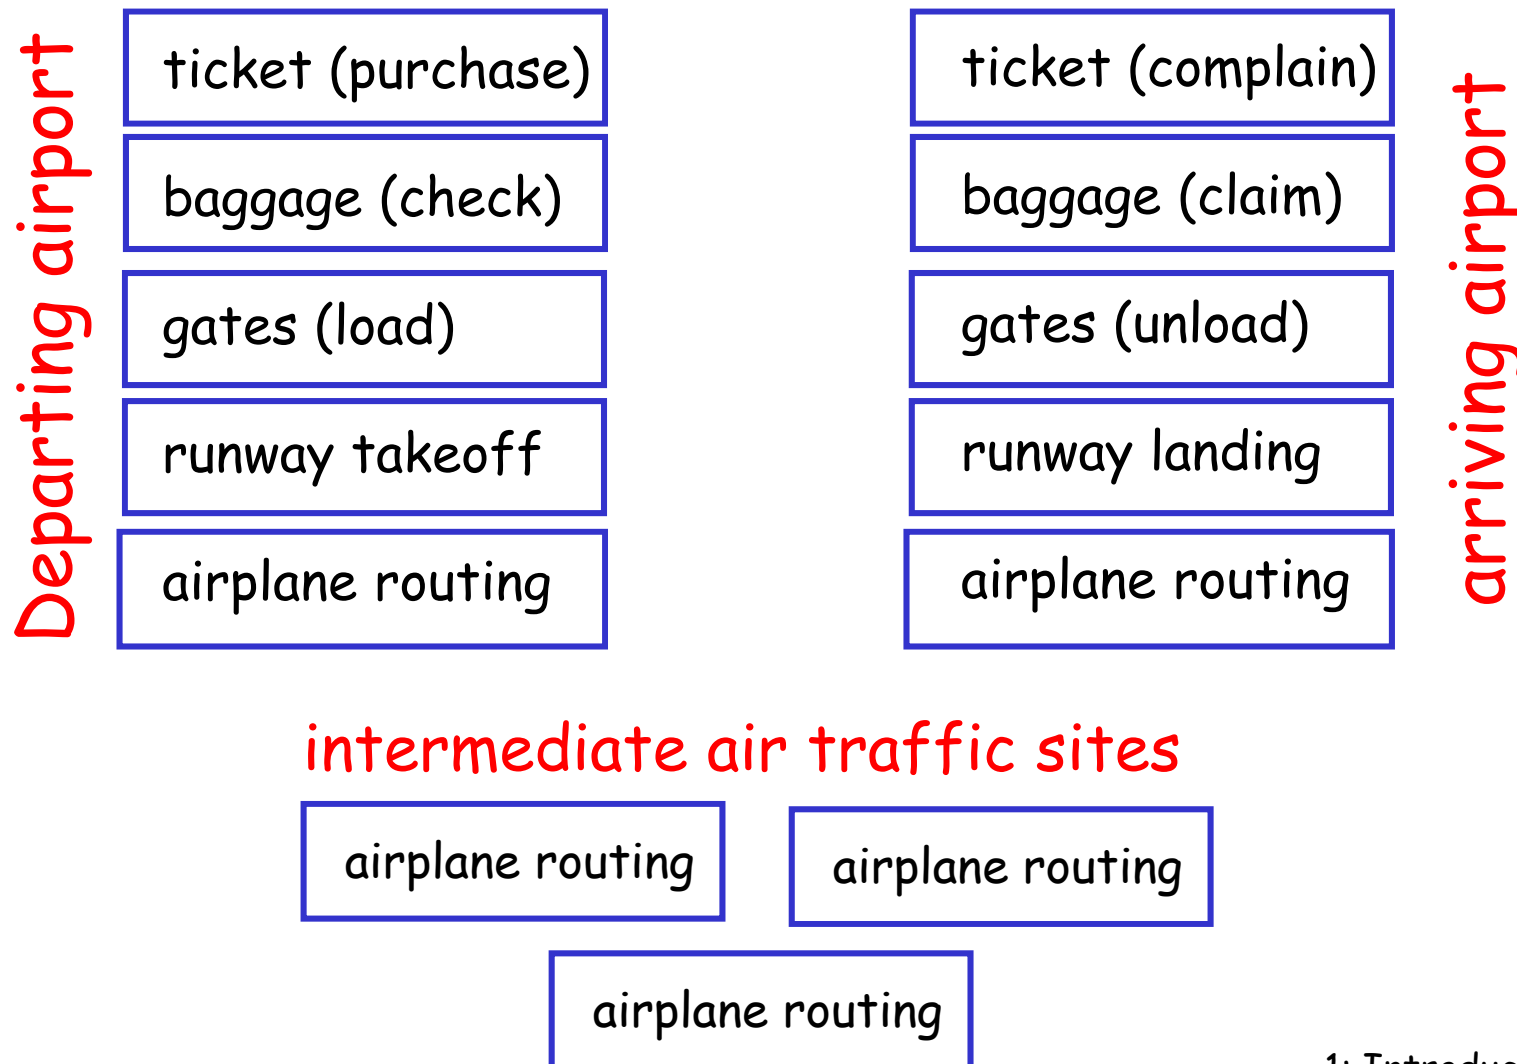 Departing airport
ticket (purchase)
baggage (check)
gates (load)
runway takeoff
airplane routing
ticket (complain)
baggage (claim)
gates (unload)
runway landing
airplane routing
arriving airport
intermediate air traffic sites
airplane routing
airplane routing
airplane routing
1: